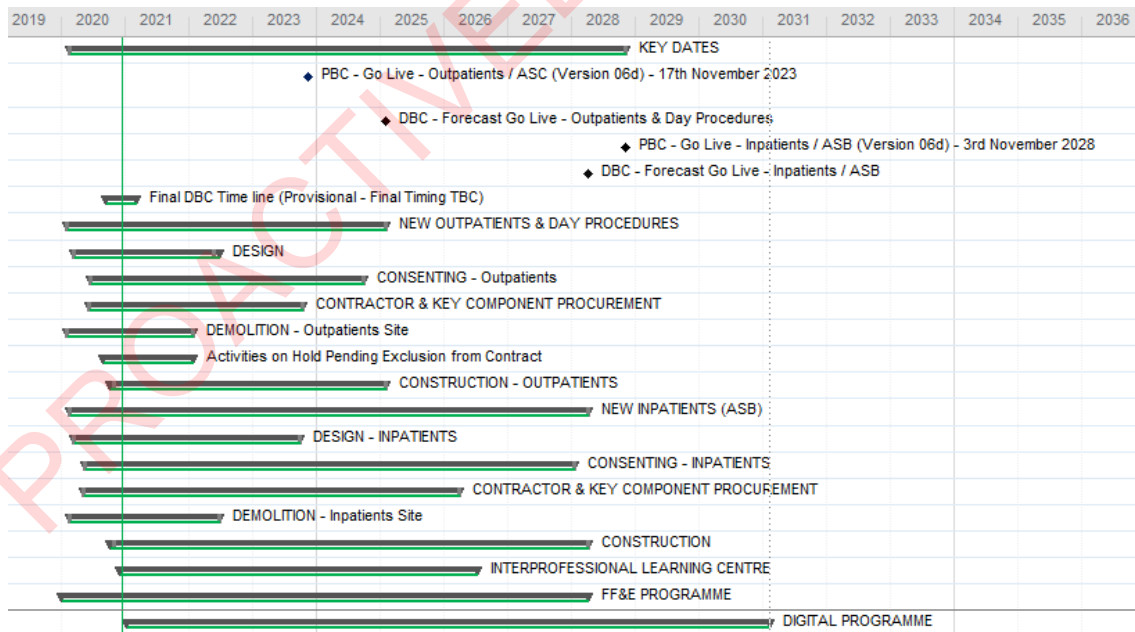 2019 2020 2021 2022 2023 2024 2025 2026 2027 2028 2029 2030 2031 2032 2033 2034 2035 2036
KEY DATES
PBC - Go Live - Outpatients / ASC (Version 06d) - 17th November 2023
DBC - Forecast Go Live - Outpatients & Day Procedures
PBC - Go Live - Inpatients / ASB (Version 06d) - 3rd November 2028
DBC - Forecast Go Live - Inpatients / ASB
Final DBC Time line (Provisional - Final Timing TBC)
NEW OUTPATIENTS & DAY PROCEDURES
DESIGN
CONSENTING - Outpatients
CONTRACTOR & KEY COMPONENT PROCUREMENT
DEMOLITION - Outpatients Site
Activities on Hold Pending Exclusion from Contract
CONSTRUCTION - OUTPATIENTS
NEW INPATIENTS (ASB)
DESIGN - INPATIENTS
CONSENTING - INPATIENTS
CONTRACTOR & KEY COMPONENT PROCUREMENT
DEMOLITION - Inpatients Site
CONSTRUCTION
INTERPROFESSIONAL LEARNING CENTRE
FF&E PROGRAMME
DIGITAL PROGRAMME
PROACTIVE